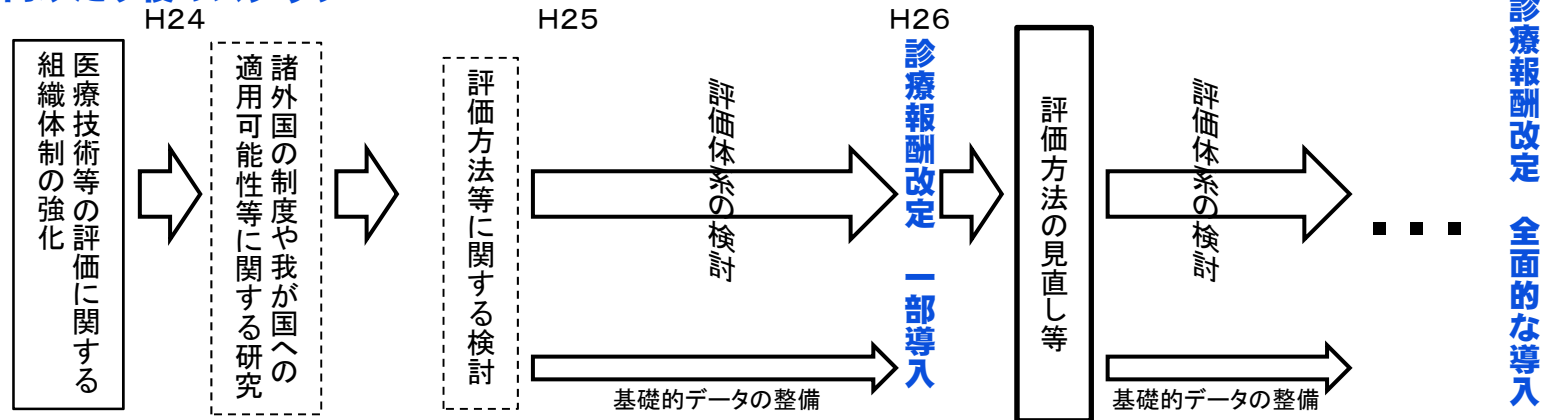 H24
H25
H26
医療技術等の評価に関する
組織体制の強化
諸外国の制度や我が国への
適用可能性等に関する研究
評価方法等に関する検討
評価体系の検討
基礎的データの整備
診療報酬改定 一部導入
評価方法の見直し等
評価体系の検討
基礎的データの整備
・・・
診療報酬改定 全面的な導入